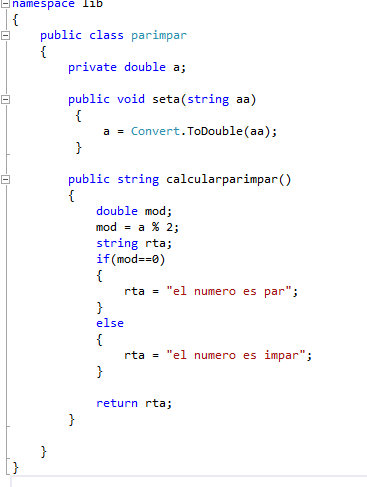 namespace lib
{
public class parimpar
{
private double a;
public void seta(string aa)
{
a = Convert.ToDouble(aa);
}
public string calcularparimpar()
{
double mod;
mod = a % 2;
string rta;
if(mod==0)
{
rta = "el numero es par";
}
else
{
rta = "el numero es impar";
}
return rta;
}
}
}